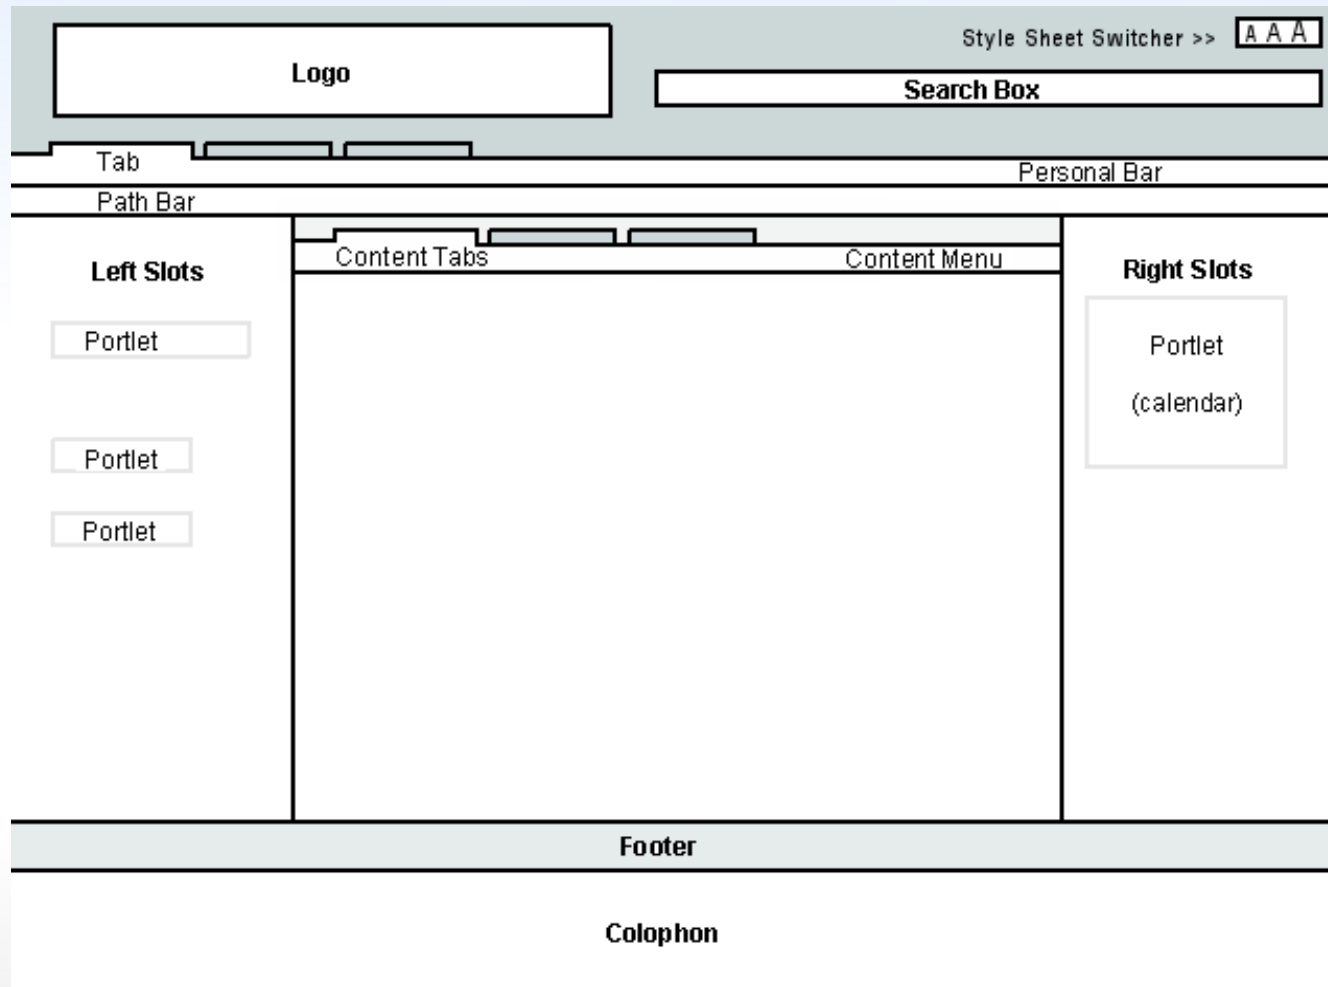 Style Sheet Switcher >> A A A
Logo
Search Box
Tab
Personal Bar
Path Bar
Content Tabs
Content Menu
Left Slots
Portlet
Portlet
Portlet
Right Slots
Portlet
(calendar)
Footer
Colophon